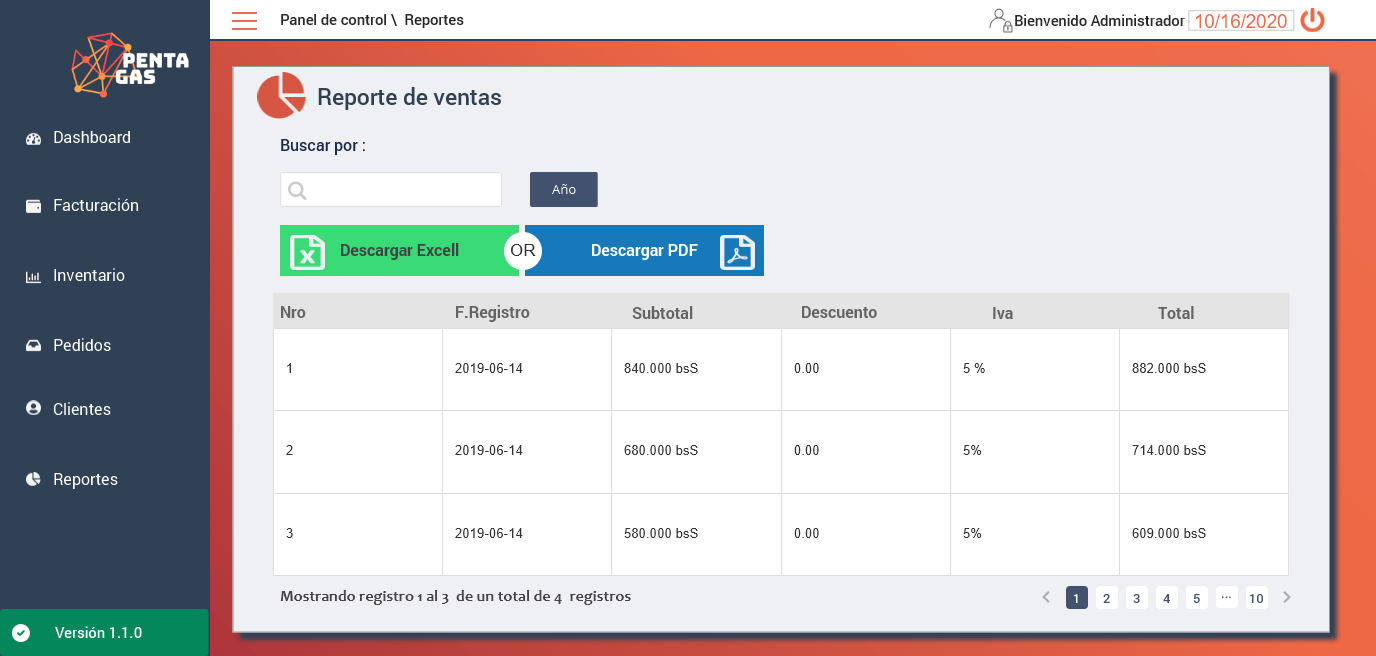 Panel de control \ Reportes
Bienvenido Administrador
10/16/2020
PENTA
GAS
Dashboard
Facturación
Inventario
Pedidos
Clientes
Reportes
Versión 1.1.0
Reporte de ventas
Buscar por :
Año
Descargar Excell
OR
Descargar PDF
Nro F.Registro Subtotal Descuento Iva Total
1 2019-06-14 840.000 bsS 0.00 5 % 882.000 bsS
2 2019-06-14 680.000 bsS 0.00 5% 714.000 bsS
3 2019-06-14 580.000 bsS 0.00 5% 609.000 bsS
Mostrando registro 1 al 3 de un total de 4 registros
1 2 3 4 5 ... 10